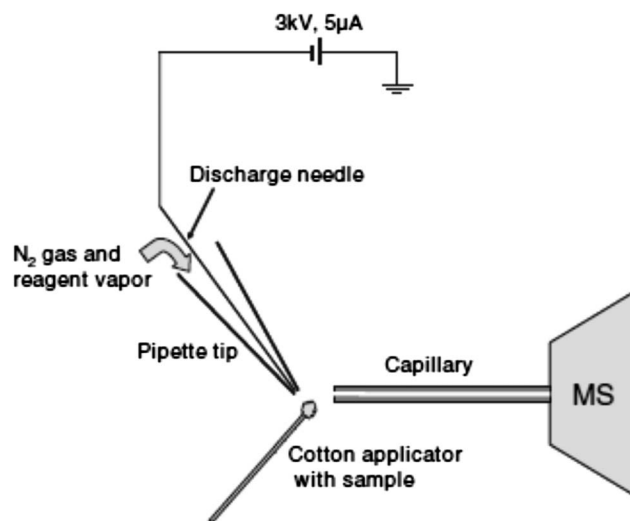 3kV, 5µA
Discharge needle
N₂ gas and
reagent vapor
Pipette tip
Capillary
MS
Cotton applicator
with sample